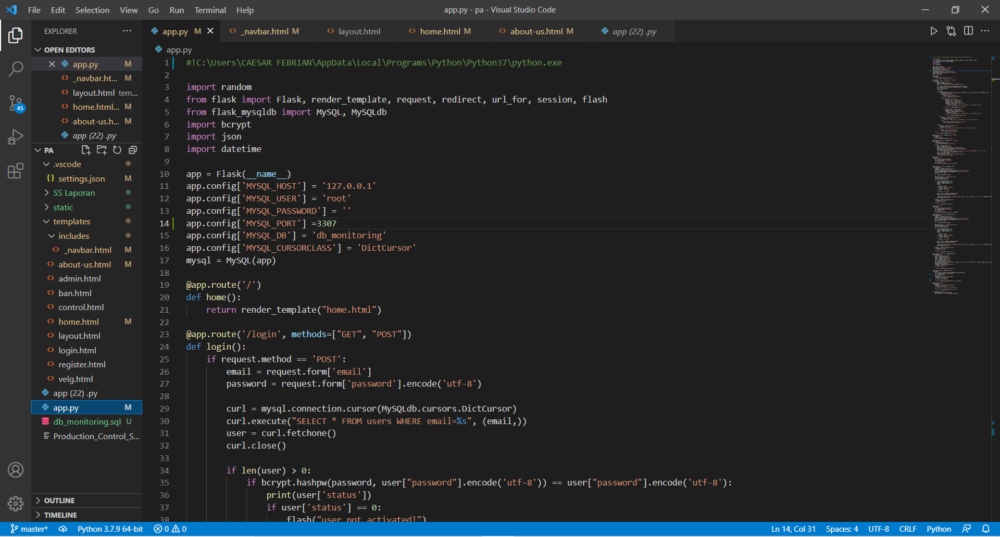 File Edit Selection View Go Run Terminal Help
app.py - pa - Visual Studio Code
EXPLORER
OPEN EDITORS
app.py M
_navbar.ht... M
layout.html tem...
home.html... M
about-us.h... M
app (22) .py
PA
.vscode
settings.json M
SS Laporan
static
templates
includes
_navbar.html M
about-us.html M
admin.html
ban.html
control.html
home.html M
layout.html
login.html
register.html
velg.html
app (22) .py
app.py M
db_monitoring.sql U
Production_Control_S...
OUTLINE
TIMELINE
45
app.py M _navbar.html M layout.html home.html M about-us.html M app (22) .py
app.py
1 #!C:\Users\CAESAR FEBRIAN\AppData\Local\Programs\Python\Python37\python.exe
2
3 import random
4 from flask import Flask, render_template, request, redirect, url_for, session, flash
5 from flask_mysqldb import MySQL, MySQLdb
6 import bcrypt
7 import json
8 import datetime
9
10 app = Flask(__name__)
11 app.config['MYSQL_HOST'] = '127.0.0.1'
12 app.config['MYSQL_USER'] = 'root'
13 app.config['MYSQL_PASSWORD'] = ''
14 app.config['MYSQL_PORT'] =3307
15 app.config['MYSQL_DB'] = 'db_monitoring'
16 app.config['MYSQL_CURSORCLASS'] = 'DictCursor'
17 mysql = MySQL(app)
18
19 @app.route('/')
20 def home():
21 return render_template("home.html")
22
23 @app.route('/login', methods=["GET", "POST"])
24 def login():
25 if request.method == 'POST':
26 email = request.form['email']
27 password = request.form['password'].encode('utf-8')
28
29 curl = mysql.connection.cursor(MySQLdb.cursors.DictCursor)
30 curl.execute("SELECT * FROM users WHERE email=%s", (email,))
31 user = curl.fetchone()
32 curl.close()
33
34 if len(user) > 0:
35 if bcrypt.hashpw(password, user["password"].encode('utf-8')) == user["password"].encode('utf-8'):
36 print(user['status'])
37 if user['status'] == 0:
38 flash("user not activated!")
master* Python 3.7.9 64-bit 0 0
Ln 14, Col 31 Spaces: 4 UTF-8 CRLF Python